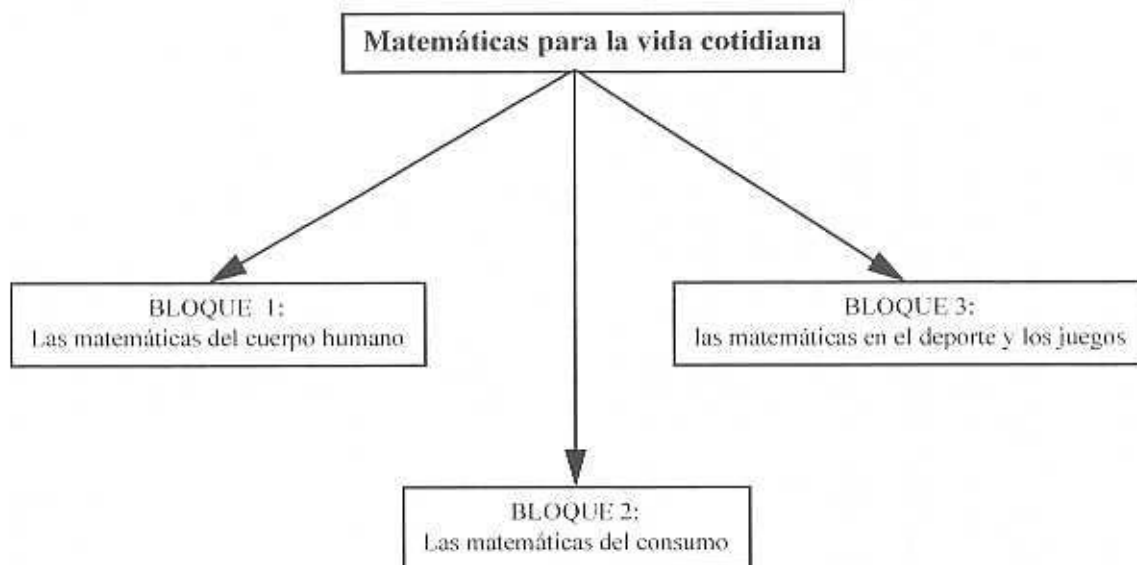 Matemáticas para la vida cotidiana
BLOQUE 1:
Las matemáticas del cuerpo humano
BLOQUE 3:
las matemáticas en el deporte y los juegos
BLOQUE 2:
Las matemáticas del consumo